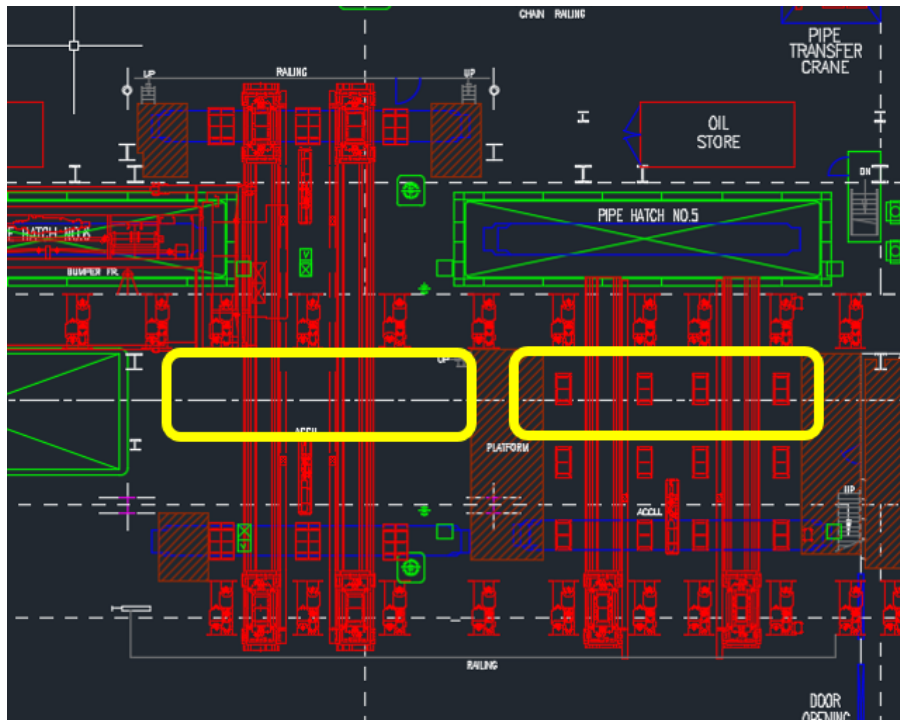 CHAIN RAILING
PIPE
TRANSFER
CRANE
UP
RAILING
UP
OIL
STORE
DN
PIPE HATCH NO.5
PIPE HATCH NO.6
BUMPER FR.
UP
PLATFORM
ACCU.
UP
RAILING
DOOR
OPENING